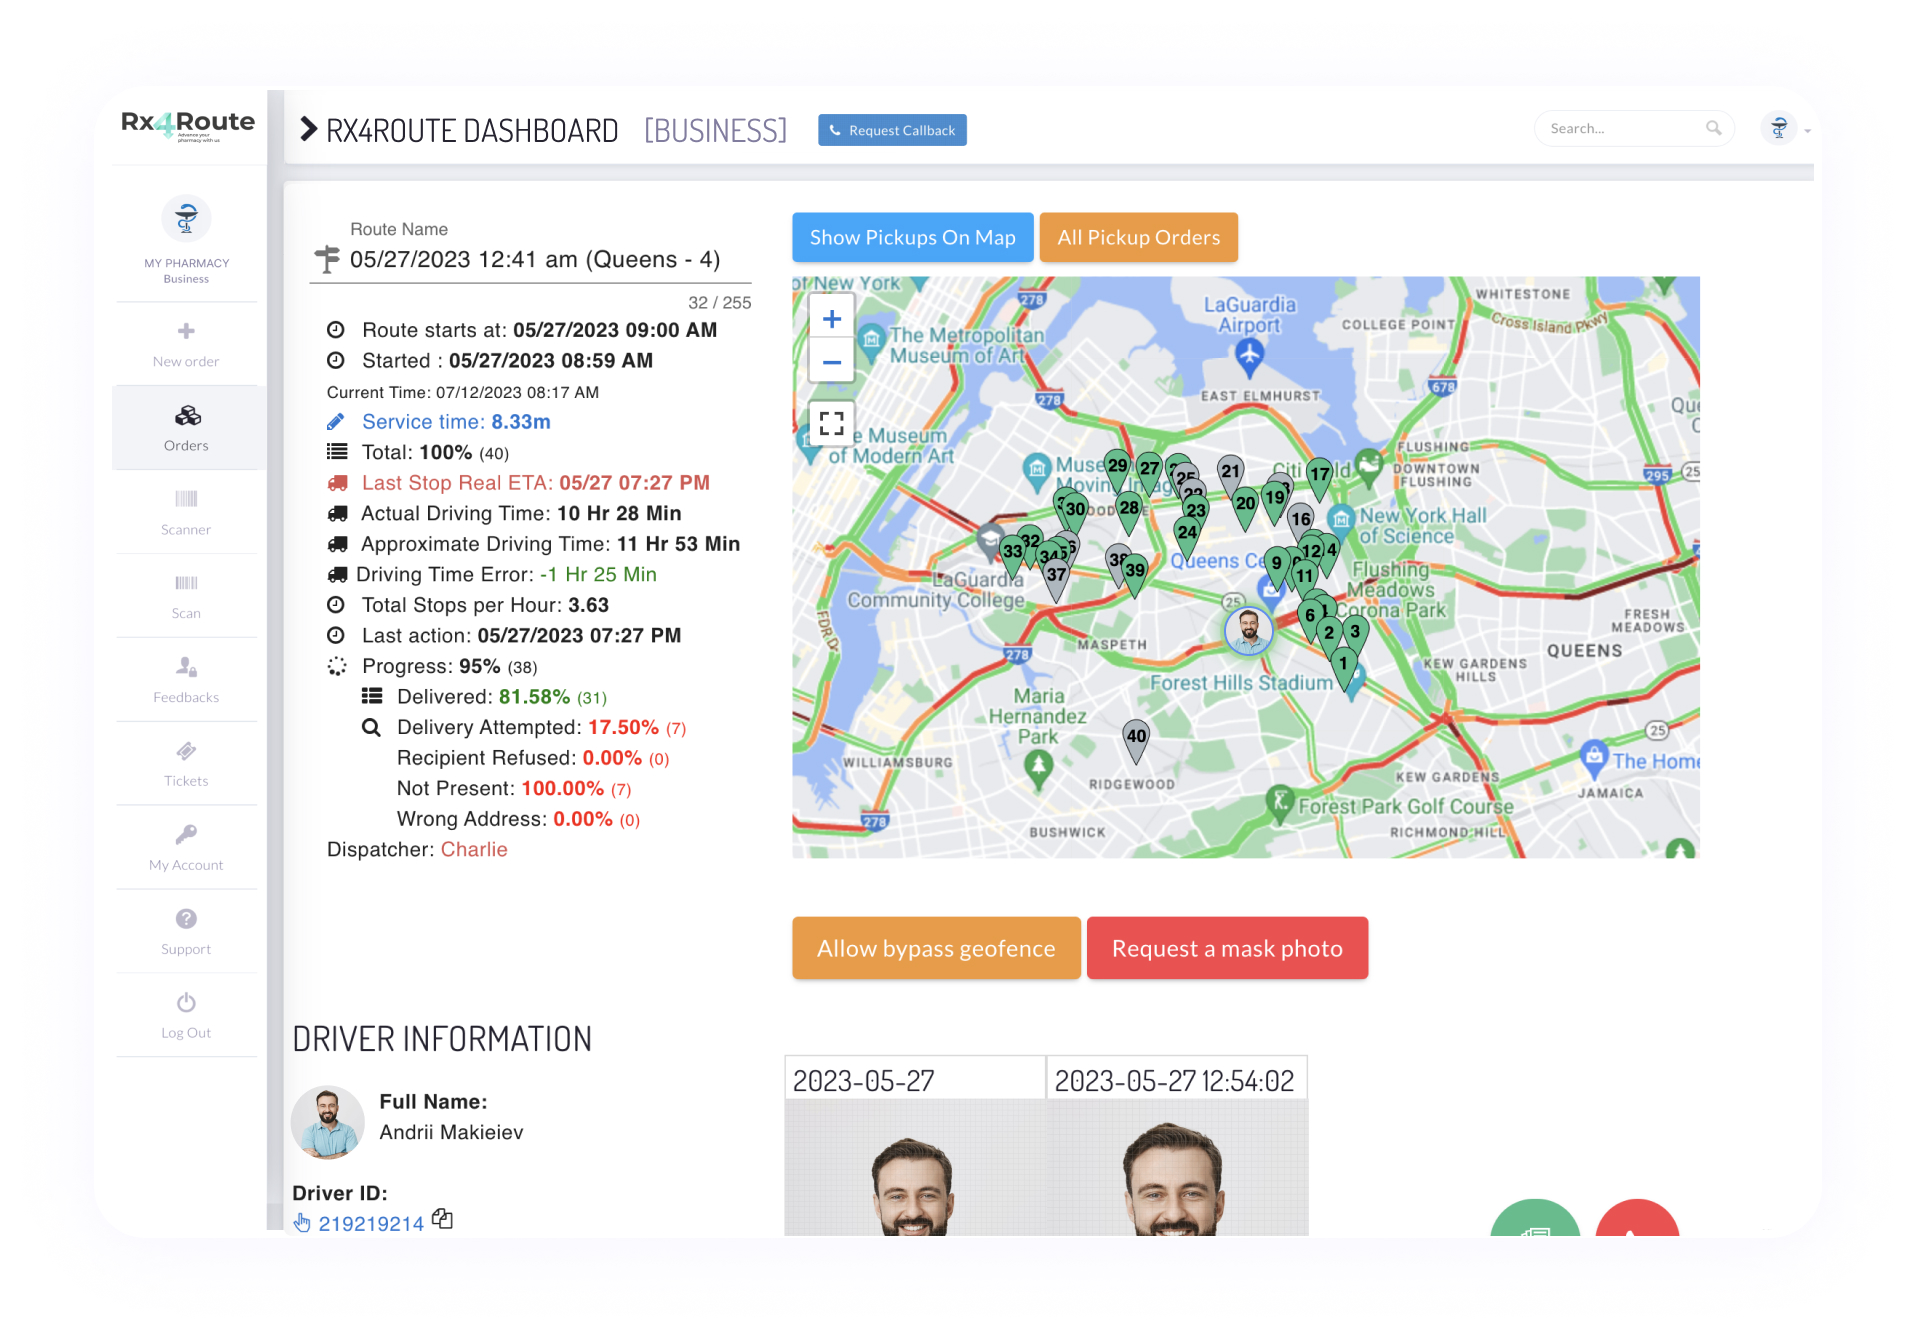 Rx4Route
Advance your
pharmacy with us
RX4ROUTE DASHBOARD [BUSINESS]
Request Callback
Search...
MY PHARMACY
Business
New order
Orders
Scanner
Scan
Feedbacks
Tickets
My Account
Support
Log Out
Route Name
05/27/2023 12:41 am (Queens - 4)
32 / 255
Route starts at: 05/27/2023 09:00 AM
Started : 05/27/2023 08:59 AM
Current Time: 07/12/2023 08:17 AM
Service time: 8.33m
Total: 100% (40)
Last Stop Real ETA: 05/27 07:27 PM
Actual Driving Time: 10 Hr 28 Min
Approximate Driving Time: 11 Hr 53 Min
Driving Time Error: -1 Hr 25 Min
Total Stops per Hour: 3.63
Last action: 05/27/2023 07:27 PM
Progress: 95% (38)
Delivered: 81.58% (31)
Delivery Attempted: 17.50% (7)
Recipient Refused: 0.00% (0)
Not Present: 100.00% (7)
Wrong Address: 0.00% (0)
Dispatcher: Charlie
Show Pickups On Map
All Pickup Orders
of New York
278
LaGuardia
Airport
WHITESTONE
COLLEGE POINT
Cross Island Pkwy
+
−
The Metropolitan
Museum of Art
278
EAST ELMHURST
678
Museum
of Modern Art
FLUSHING
DOWNTOWN
FLUSHING
295
25
29
27
25
21
17
30
28
23
20
19
16
24
New York Hall
of Science
33
32
34
37
39
9
12
11
Queens
LaGuardia
Community College
25
Flushing
Meadows
Corona Park
6
2
3
1
FDR Dr
FRESH
MEADOWS
MASPETH
278
QUEENS
KEW GARDENS
HILLS
Forest Hills Stadium
Maria
Hernandez
Park
40
25
WILLIAMSBURG
RIDGEWOOD
KEW GARDENS
The Home
JAMAICA
278
Forest Park Golf Course
BUSHWICK
RICHMOND HILL
Allow bypass geofence
Request a mask photo
DRIVER INFORMATION
Full Name:
Andrii Makieiev
Driver ID:
219219214
2023-05-27
2023-05-27 12:54:02